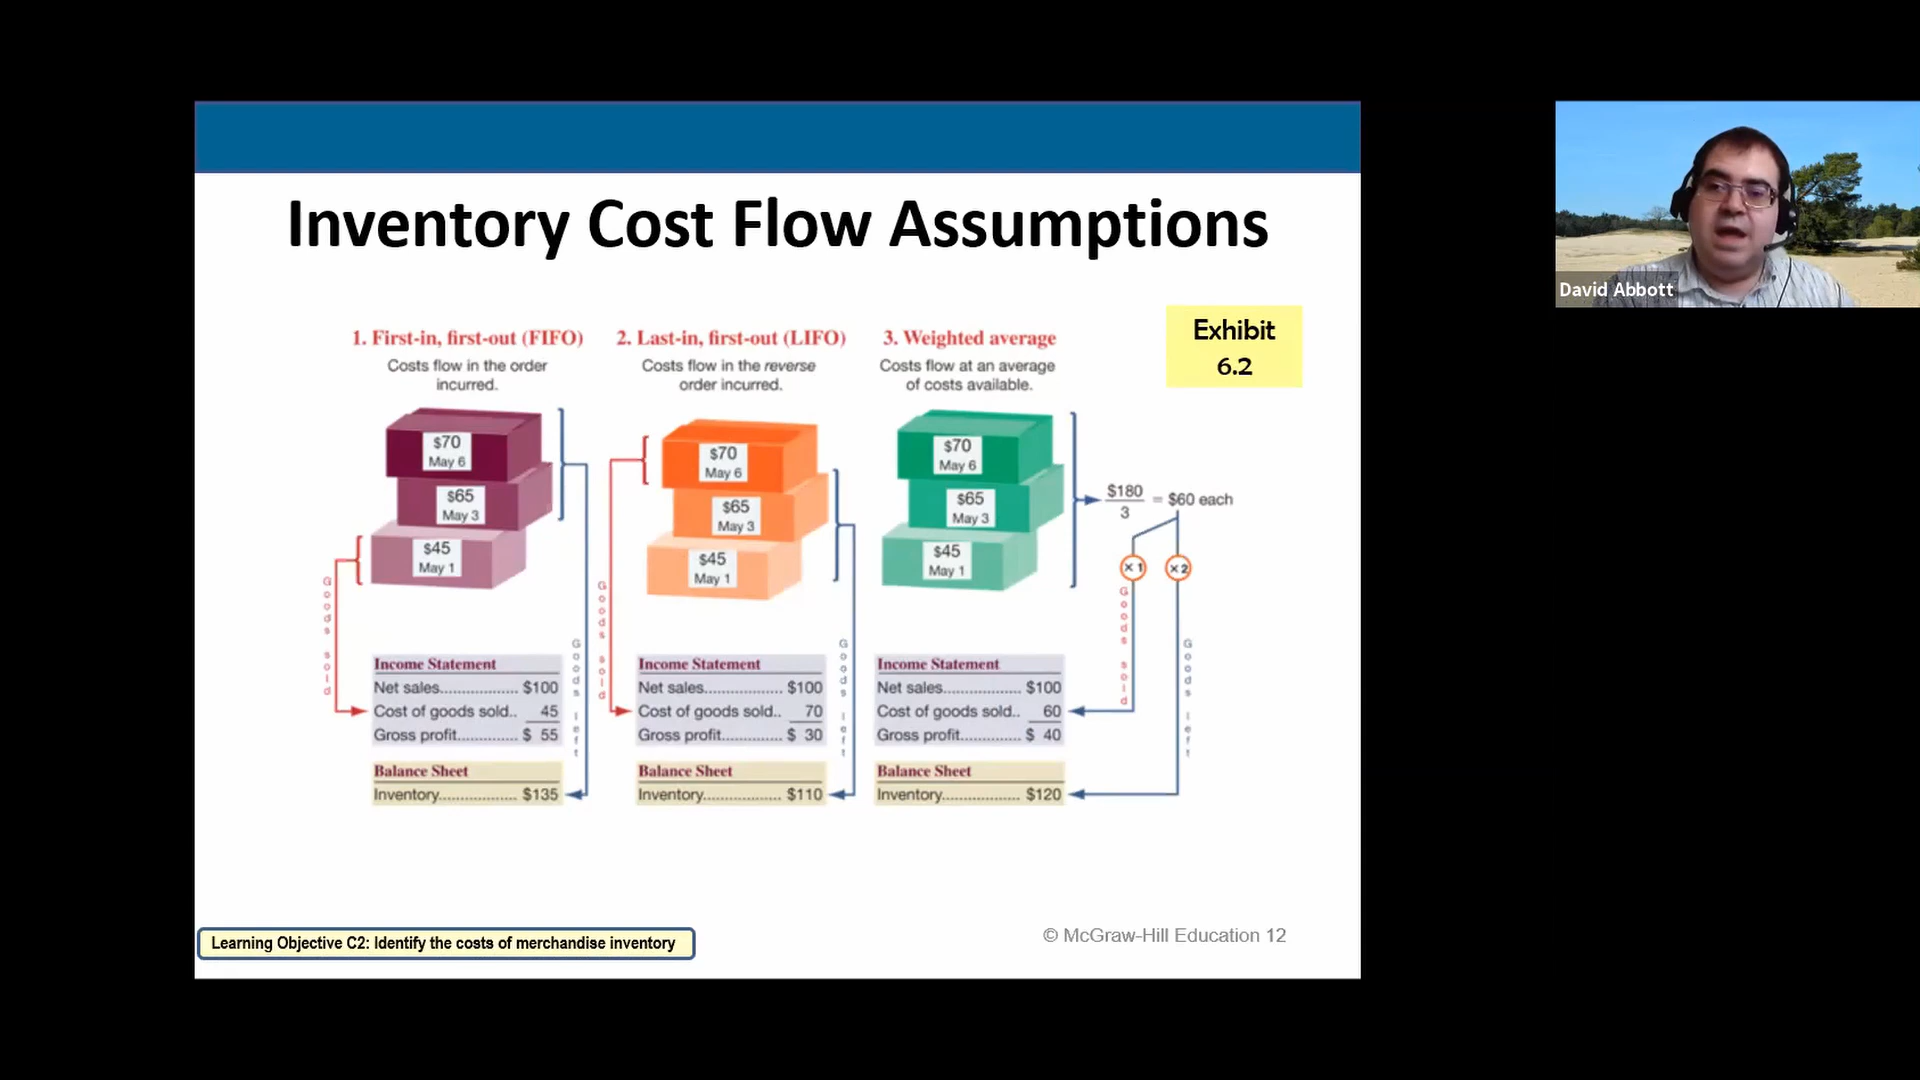 Inventory Cost Flow Assumptions
Exhibit
6.2
1. First-in, first-out (FIFO)
Costs flow in the order
incurred.
$70
May 6
$65
May 3
$45
May 1
Goods sold
Goods left
Income Statement
Net sales.................. $100
Cost of goods sold.. 45
Gross profit............. $ 55
Balance Sheet
Inventory................... $135
2. Last-in, first-out (LIFO)
Costs flow in the reverse
order incurred.
$70
May 6
$65
May 3
$45
May 1
Goods sold
Goods left
Income Statement
Net sales.................. $100
Cost of goods sold.. 70
Gross profit............. $ 30
Balance Sheet
Inventory................... $110
3. Weighted average
Costs flow at an average
of costs available.
$70
May 6
$65
May 3
$45
May 1
$180
3
= $60 each
× 1
× 2
Goods sold
Goods left
Income Statement
Net sales.................. $100
Cost of goods sold.. 60
Gross profit............. $ 40
Balance Sheet
Inventory................... $120
Learning Objective C2: Identify the costs of merchandise inventory
© McGraw-Hill Education 12
David Abbott